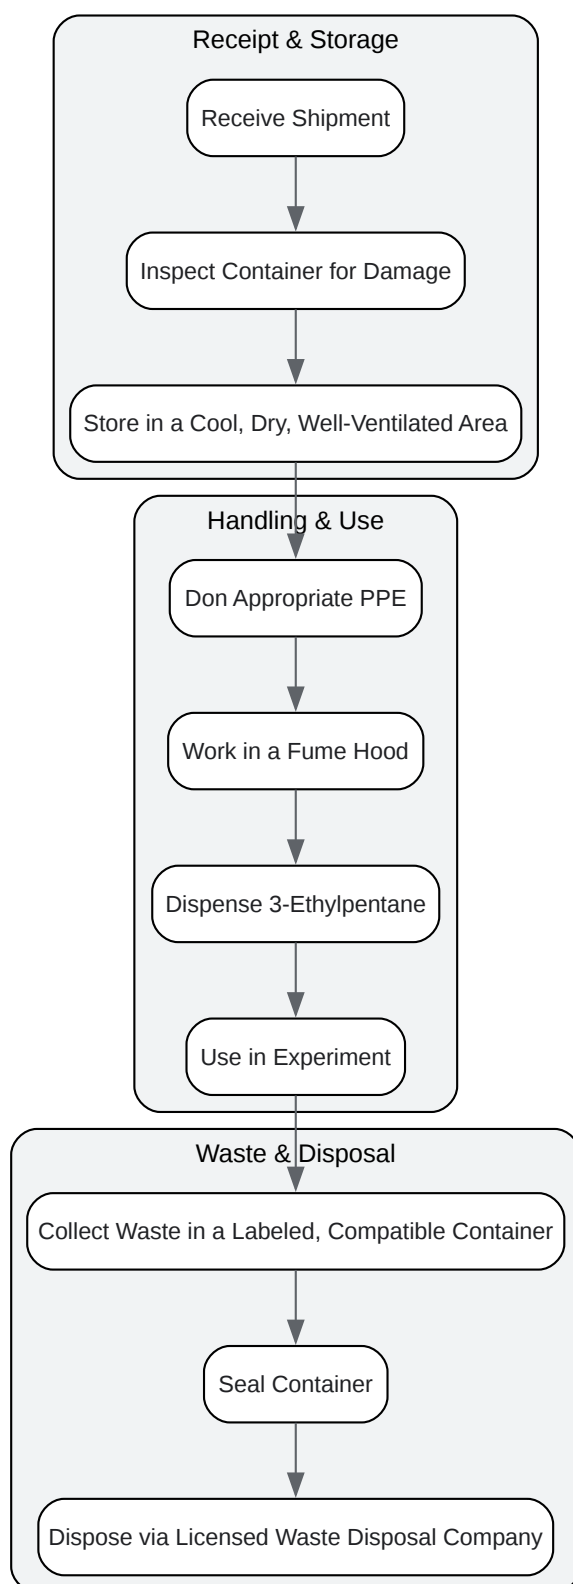 Receipt & Storage
Receive Shipment
Inspect Container for Damage
Store in a Cool, Dry, Well-Ventilated Area
Handling & Use
Don Appropriate PPE
Work in a Fume Hood
Dispense 3-Ethylpentane
Use in Experiment
Waste & Disposal
Collect Waste in a Labeled, Compatible Container
Seal Container
Dispose via Licensed Waste Disposal Company